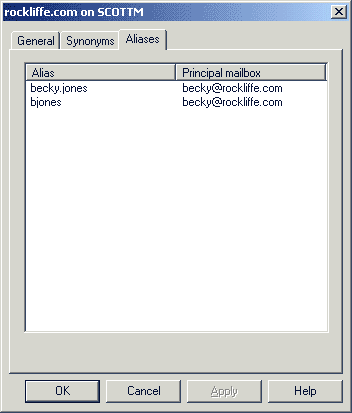 rockliffe.com on SCOTTM
General Synonyms Aliases
Alias Principal mailbox
becky.jones becky@rockliffe.com
bjones becky@rockliffe.com
OK Cancel Apply Help